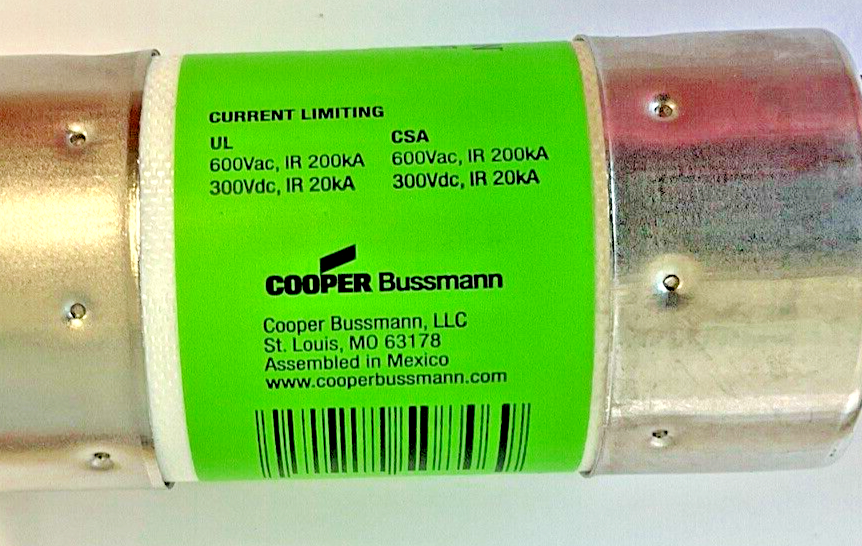 CURRENT LIMITING
UL CSA
600Vac, IR 200kA 600Vac, IR 200kA
300Vdc, IR 20kA 300Vdc, IR 20kA
COOPER Bussmann
Cooper Bussmann, LLC
St. Louis, MO 63178
Assembled in Mexico
www.cooperbussmann.com